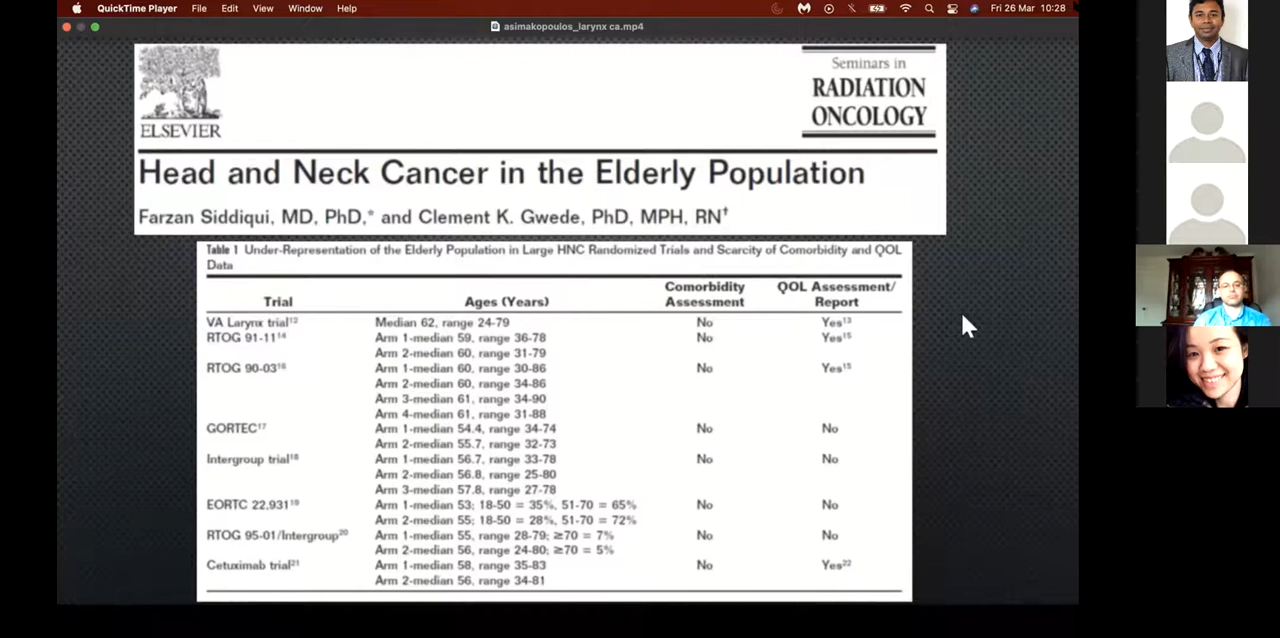 QuickTime Player File Edit View Window Help Fri 26 Mar 10:28
asimakopoulos_larynx ca.mp4
ELSEVIER
Seminars in
RADIATION
ONCOLOGY
Head and Neck Cancer in the Elderly Population
Farzan Siddiqui, MD, PhD,* and Clement K. Gwede, PhD, MPH, RN†
Table 1 Under-Representation of the Elderly Population in Large HNC Randomized Trials and Scarcity of Comorbidity and QOL
Data
Comorbidity QOL Assessment/
Trial Ages (Years) Assessment Report
VA Larynx trial12 Median 62, range 24-79 No Yes13
RTOG 91-1114 Arm 1-median 59, range 36-78 No Yes15
Arm 2-median 60, range 31-79
RTOG 90-0316 Arm 1-median 60, range 30-86 No Yes15
Arm 2-median 60, range 34-86
Arm 3-median 61, range 34-90
Arm 4-median 61, range 31-88
GORTEC17 Arm 1-median 54.4, range 34-74 No No
Arm 2-median 55.7, range 32-73
Intergroup trial18 Arm 1-median 56.7, range 33-78 No No
Arm 2-median 56.8, range 25-80
Arm 3-median 57.8, range 27-78
EORTC 22,93119 Arm 1-median 53; 18-50 = 35%, 51-70 = 65% No No
Arm 2-median 55; 18-50 = 28%, 51-70 = 72%
RTOG 95-01/Intergroup20 Arm 1-median 55, range 28-79; ≥70 = 7% No No
Arm 2-median 56, range 24-80; ≥70 = 5%
Cetuximab trial21 Arm 1-median 58, range 35-83 No Yes22
Arm 2-median 56, range 34-81